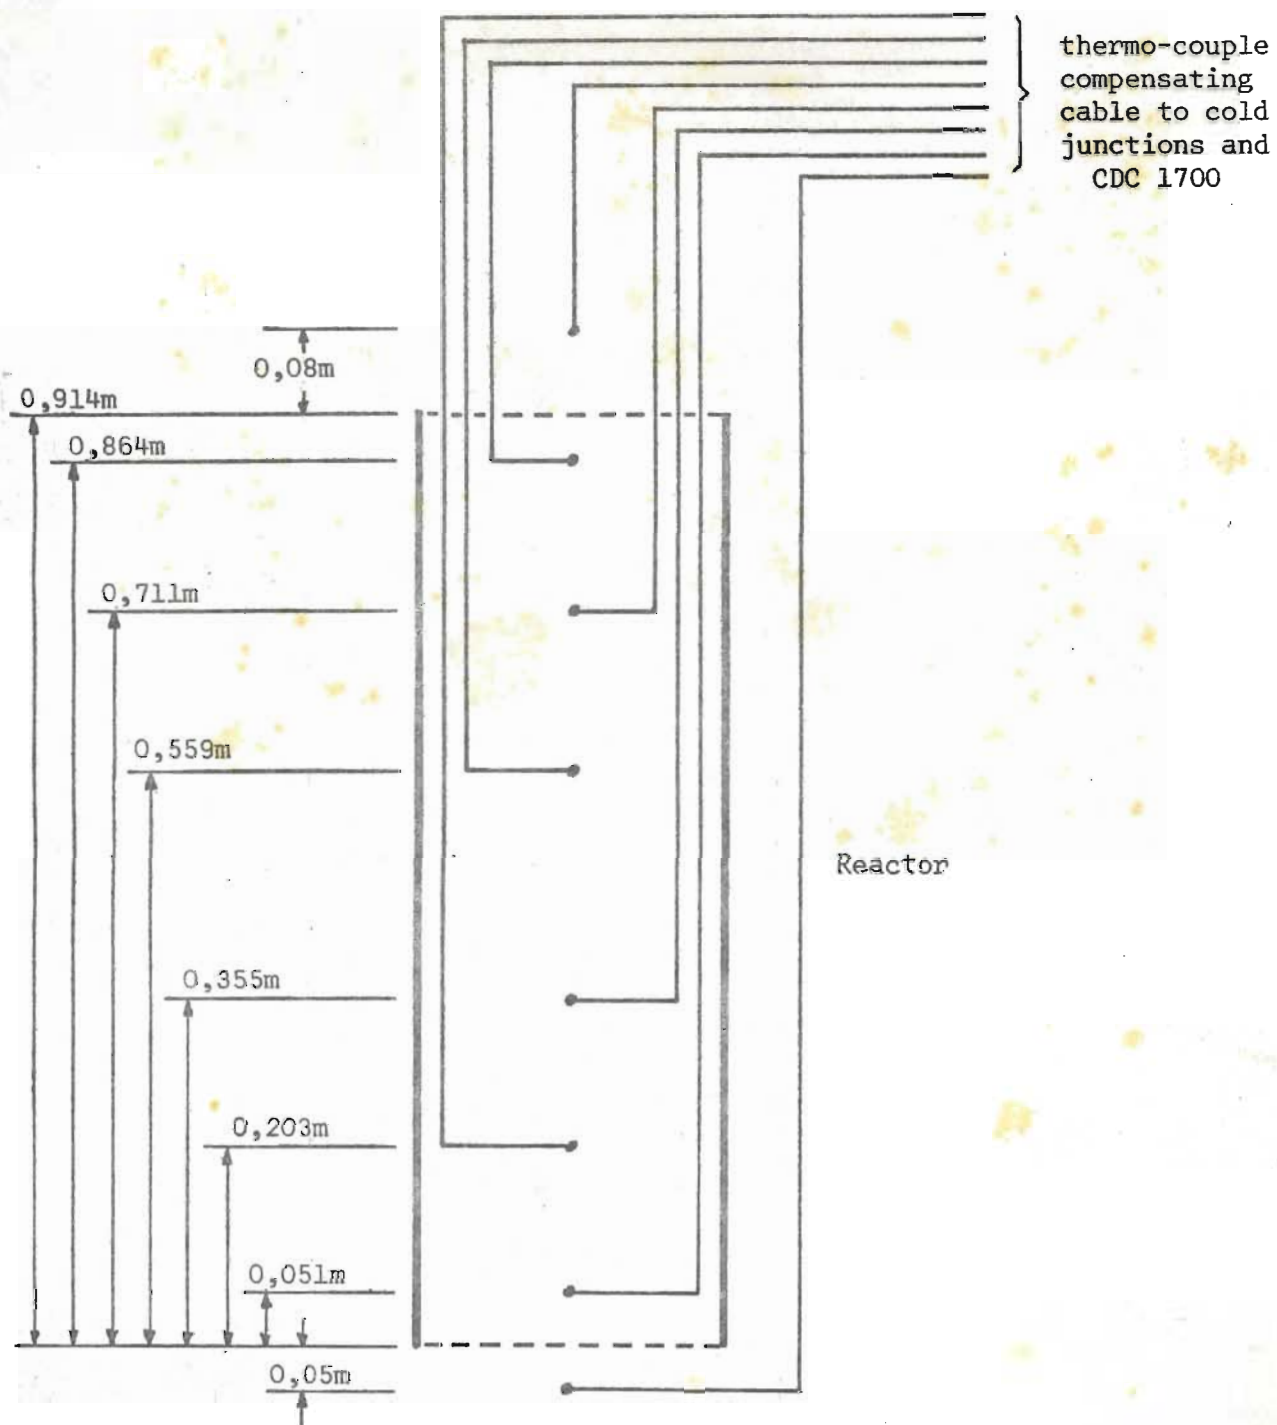 thermo-couple
compensating
cable to cold
junctions and
CDC 1700
0,08m
0,914m
0,864m
0,711m
0,559m
Reactor
0,355m
0,203m
0,051m
0,05m